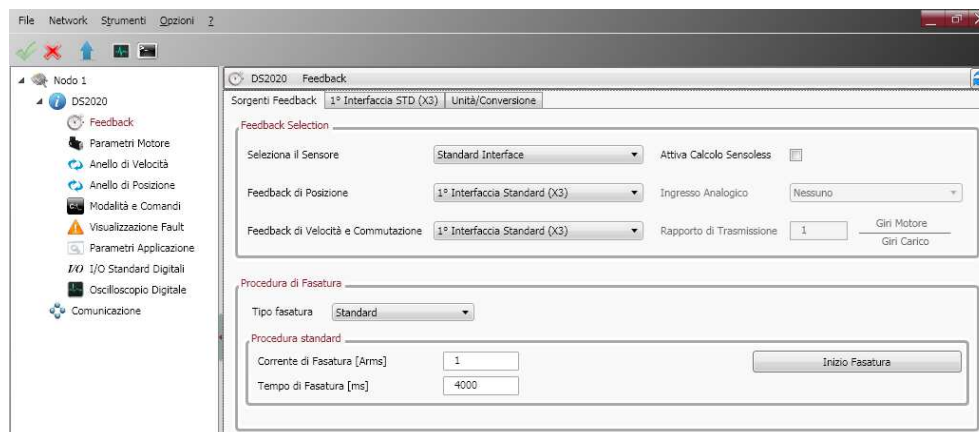 File Network Strumenti Opzioni ?
Nodo 1
DS2020
Feedback
Parametri Motore
Anello di Velocità
Anello di Posizione
Modalità e Comandi
Visualizzazione Fault
Parametri Applicazione
I/O I/O Standard Digitali
Oscilloscopio Digitale
Comunicazione
DS2020 Feedback
Sorgenti Feedback 1° Interfaccia STD (X3) Unità/Conversione
Feedback Selection
Seleziona il Sensore Standard Interface Attiva Calcolo Sensoless
Feedback di Posizione 1° Interfaccia Standard (X3) Ingresso Analogico Nessuno
Feedback di Velocità e Commutazione 1° Interfaccia Standard (X3) Rapporto di Trasmissione 1 Giri Motore
Giri Carico
Procedura di Fasatura
Tipo fasatura Standard
Procedura standard
Corrente di Fasatura [Arms] 1 Inizio Fasatura
Tempo di Fasatura [ms] 4000